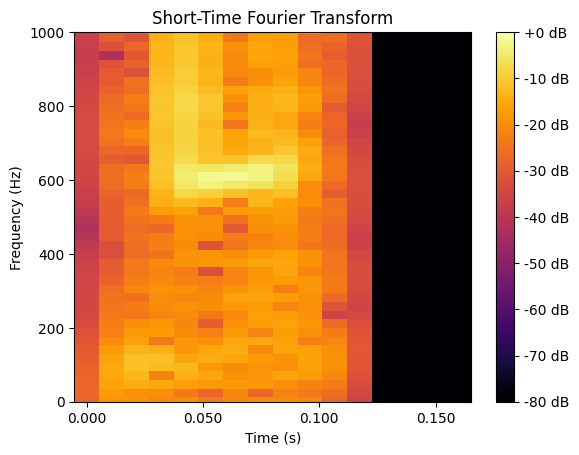 Short-Time Fourier Transform
Frequency (Hz)
1000
800
600
400
200
0
0.000
0.050
0.100
0.150
Time (s)
+0 dB
-10 dB
-20 dB
-30 dB
-40 dB
-50 dB
-60 dB
-70 dB
-80 dB